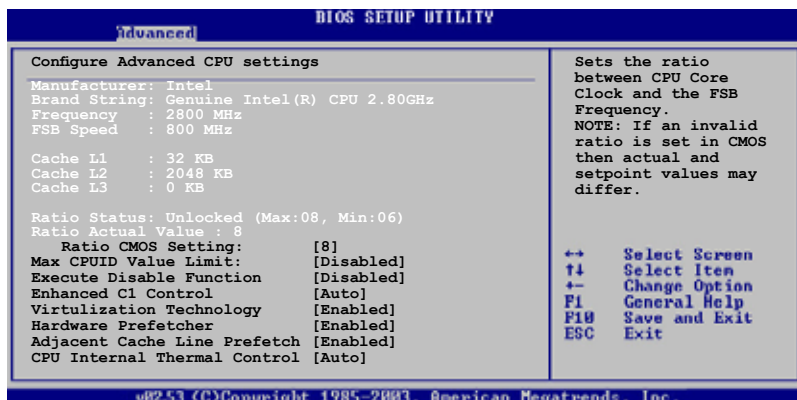 BIOS SETUP UTILITY
Advanced
Configure Advanced CPU settings
Manufacturer: Intel
Brand String: Genuine Intel(R) CPU 2.80GHz
Frequency : 2800 MHz
FSB Speed : 800 MHz
Cache L1 : 32 KB
Cache L2 : 2048 KB
Cache L3 : 0 KB
Ratio Status: Unlocked (Max:08, Min:06)
Ratio Actual Value : 8
Ratio CMOS Setting: [8]
Max CPUID Value Limit: [Disabled]
Execute Disable Function [Disabled]
Enhanced C1 Control [Auto]
Virtulization Technology [Enabled]
Hardware Prefetcher [Enabled]
Adjacent Cache Line Prefetch [Enabled]
CPU Internal Thermal Control [Auto]
Sets the ratio
between CPU Core
Clock and the FSB
Frequency.
NOTE: If an invalid
ratio is set in CMOS
then actual and
setpoint values may
differ.
↔ Select Screen
↑↓ Select Item
+- Change Option
F1 General Help
F10 Save and Exit
ESC Exit
v02.53 (C)Copyright 1985-2003, American Megatrends, Inc.